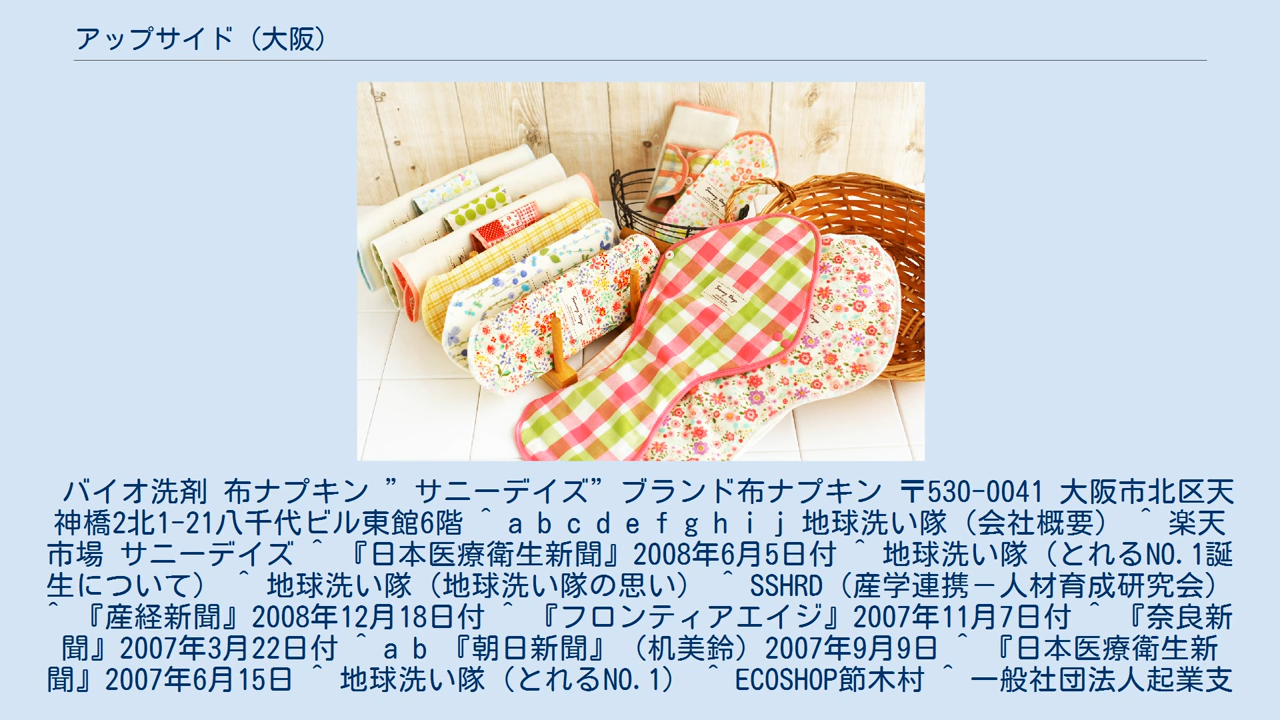 アップサイド（大阪）
バイオ洗剤 布ナプキン ”サニーデイズ”ブランド布ナプキン 〒530-0041 大阪市北区天
神橋2北1-21八千代ビル東館6階 ^ a b c d e f g h i j 地球洗い隊（会社概要） ^ 楽天
市場 サニーデイズ ^ 『日本医療衛生新聞』2008年6月5日付 ^ 地球洗い隊（とれるNO.1誕
生について） ^ 地球洗い隊（地球洗い隊の思い） ^ SSHRD（産学連携－人材育成研究会）
^ 『産経新聞』2008年12月18日付 ^ 『フロンティアエイジ』2007年11月7日付 ^ 『奈良新
聞』2007年3月22日付 ^ a b 『朝日新聞』（机美鈴）2007年9月9日 ^ 『日本医療衛生新
聞』2007年6月15日 ^ 地球洗い隊（とれるNO.1） ^ ECOSHOP節木村 ^ 一般社団法人起業支